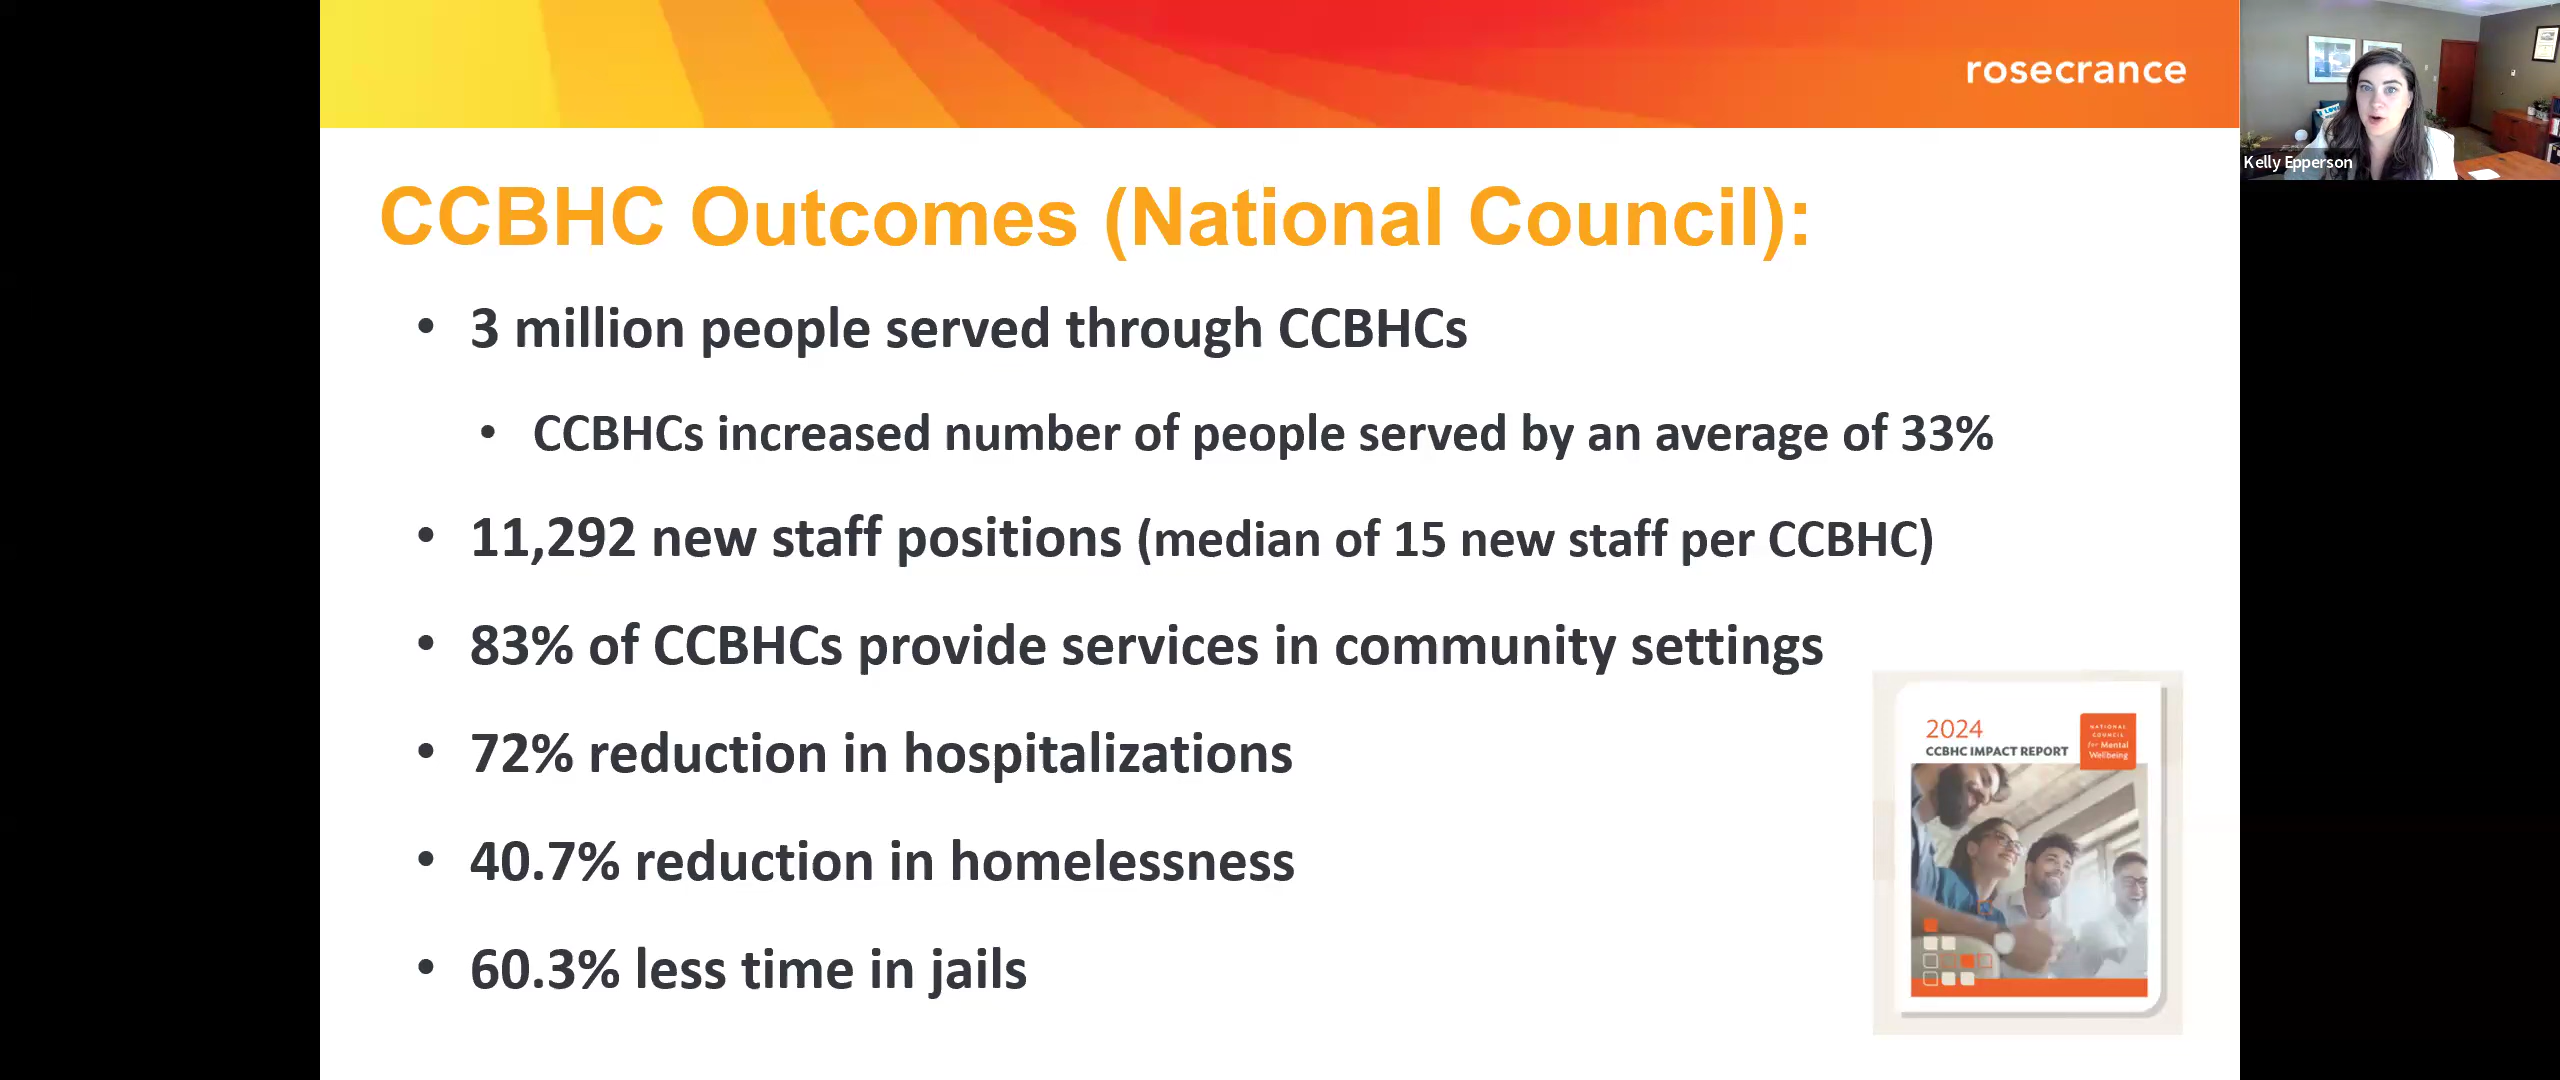 rosecrance
Kelly Epperson
CCBHC Outcomes (National Council):
• 3 million people served through CCBHCs
• CCBHCs increased number of people served by an average of 33%
• 11,292 new staff positions (median of 15 new staff per CCBHC)
• 83% of CCBHCs provide services in community settings
• 72% reduction in hospitalizations
• 40.7% reduction in homelessness
• 60.3% less time in jails
2024
CCBHC IMPACT REPORT
NATIONAL
COUNCIL
for Mental
Wellbeing